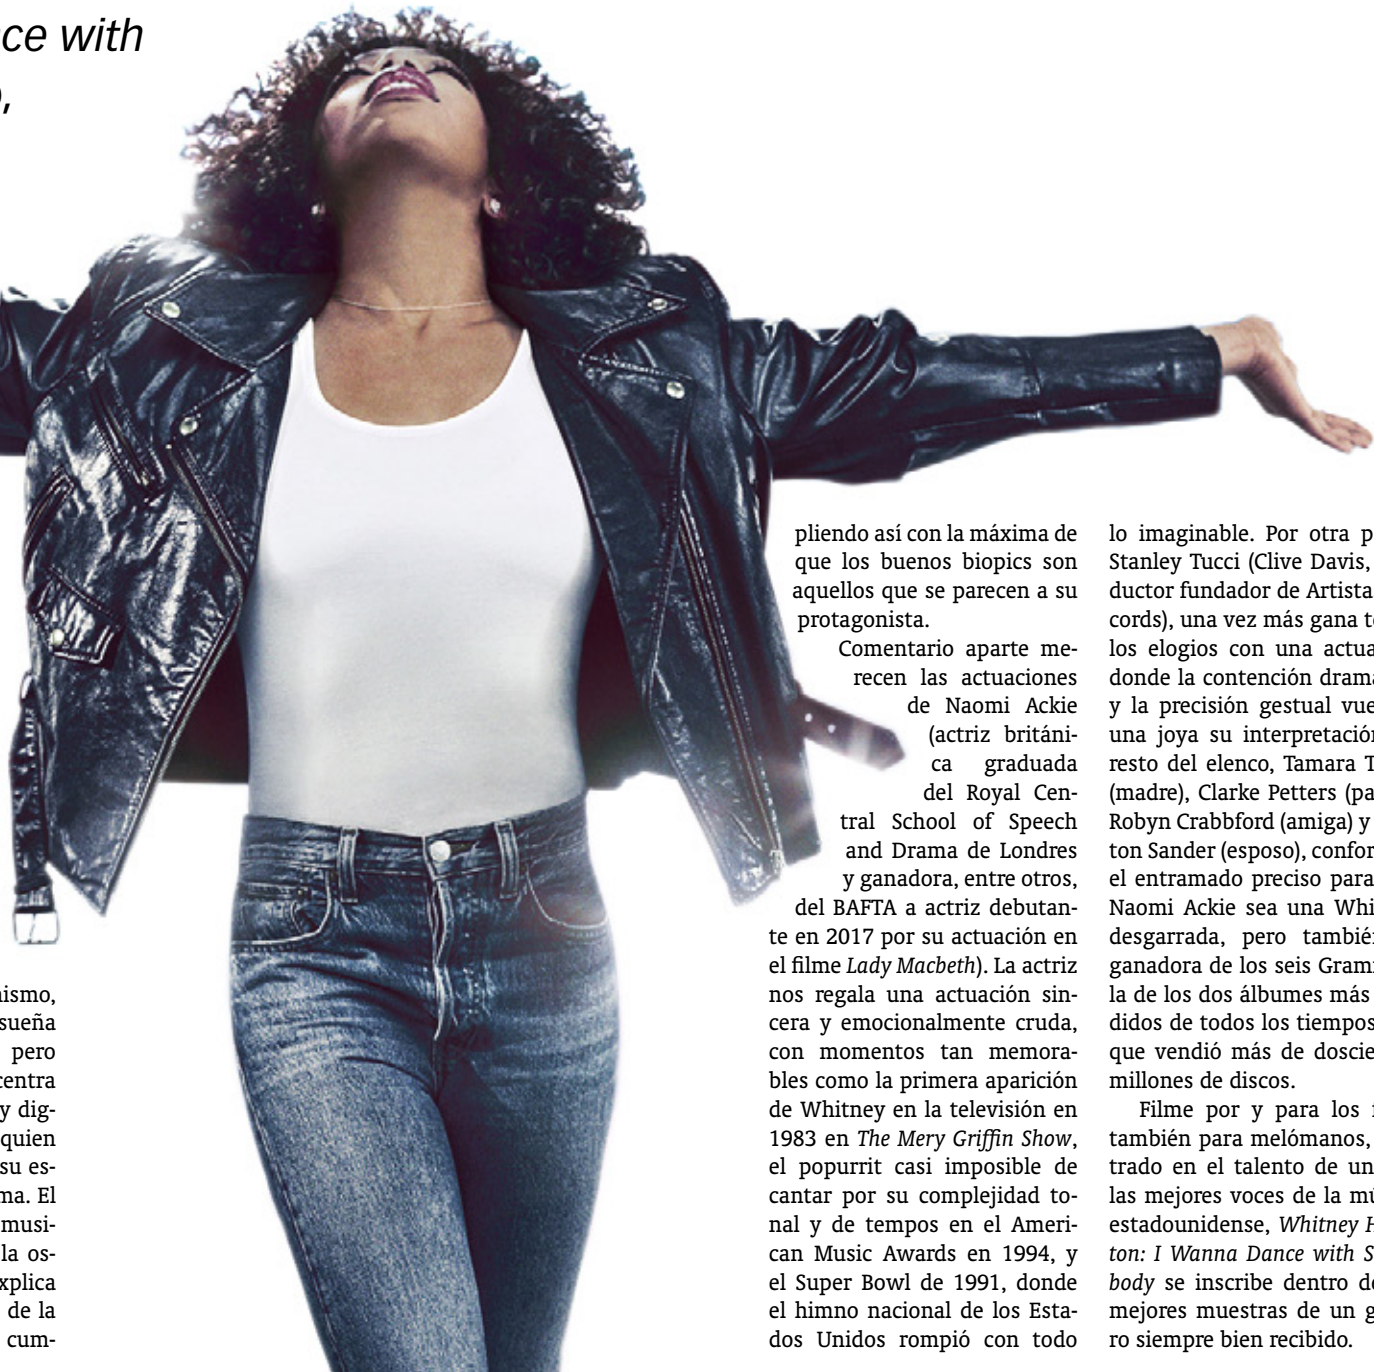 ce with
,
ismo,
sueña
pero
centra
y dig-
quien
su es-
ma. El
musi-
la os-
xplica
de la
cum-
pliendo así con la máxima de
que los buenos biopics son
aquellos que se parecen a su
protagonista.
Comentario aparte me-
recen las actuaciones
de Naomi Ackie
(actriz británi-
ca graduada
del Royal Cen-
tral School of Speech
and Drama de Londres
y ganadora, entre otros,
del BAFTA a actriz debutan-
te en 2017 por su actuación en
el filme Lady Macbeth). La actriz
nos regala una actuación sin-
cera y emocionalmente cruda,
con momentos tan memora-
bles como la primera aparición
de Whitney en la televisión en
1983 en The Mery Griffin Show,
el popurrit casi imposible de
cantar por su complejidad to-
nal y de tempos en el Ameri-
can Music Awards en 1994, y
el Super Bowl de 1991, donde
el himno nacional de los Esta-
dos Unidos rompió con todo
lo imaginable. Por otra p
Stanley Tucci (Clive Davis,
ductor fundador de Artista
cords), una vez más gana t
los elogios con una actua
donde la contención drama
y la precisión gestual vue
una joya su interpretación
resto del elenco, Tamara T
(madre), Clarke Petters (pa
Robyn Crabbford (amiga) y
ton Sander (esposo), confor
el entramado preciso para
Naomi Ackie sea una Whi
desgarrada, pero también
ganadora de los seis Gram
la de los dos álbumes más
didos de todos los tiempos
que vendió más de doscie
millones de discos.
Filme por y para los
también para melómanos,
trado en el talento de un
las mejores voces de la mú
estadounidense, Whitney H
ton: I Wanna Dance with S
body se inscribe dentro de
mejores muestras de un g
ro siempre bien recibido.